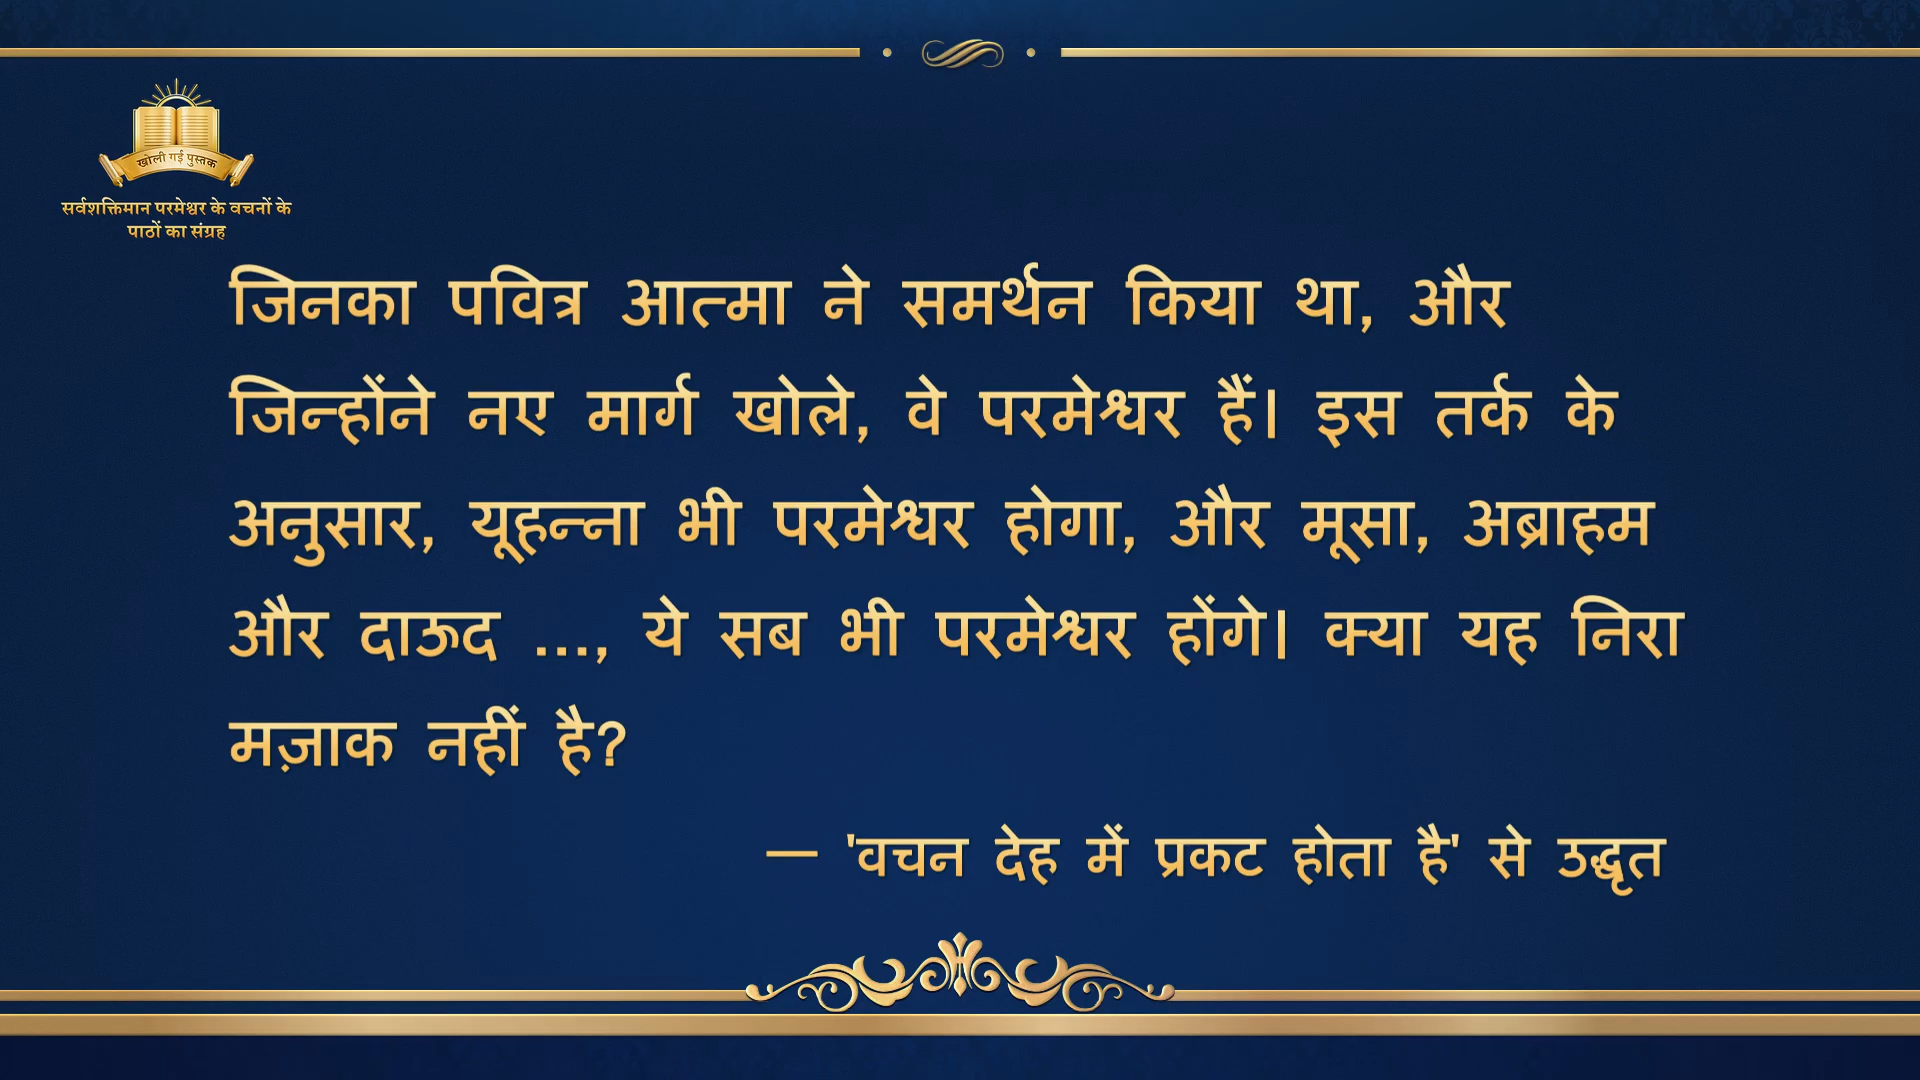 खोली गई पुस्तक
सर्वशक्तिमान परमेश्वर के वचनों के
पाठों का संग्रह
जिनका पवित्र आत्मा ने समर्थन किया था, और
जिन्होंने नए मार्ग खोले, वे परमेश्वर हैं। इस तर्क के
अनुसार, यूहन्ना भी परमेश्वर होगा, और मूसा, अब्राहम
और दाऊद ..., ये सब भी परमेश्वर होंगे। क्या यह निरा
मज़ाक नहीं है?
— 'वचन देह में प्रकट होता है' से उद्धृत